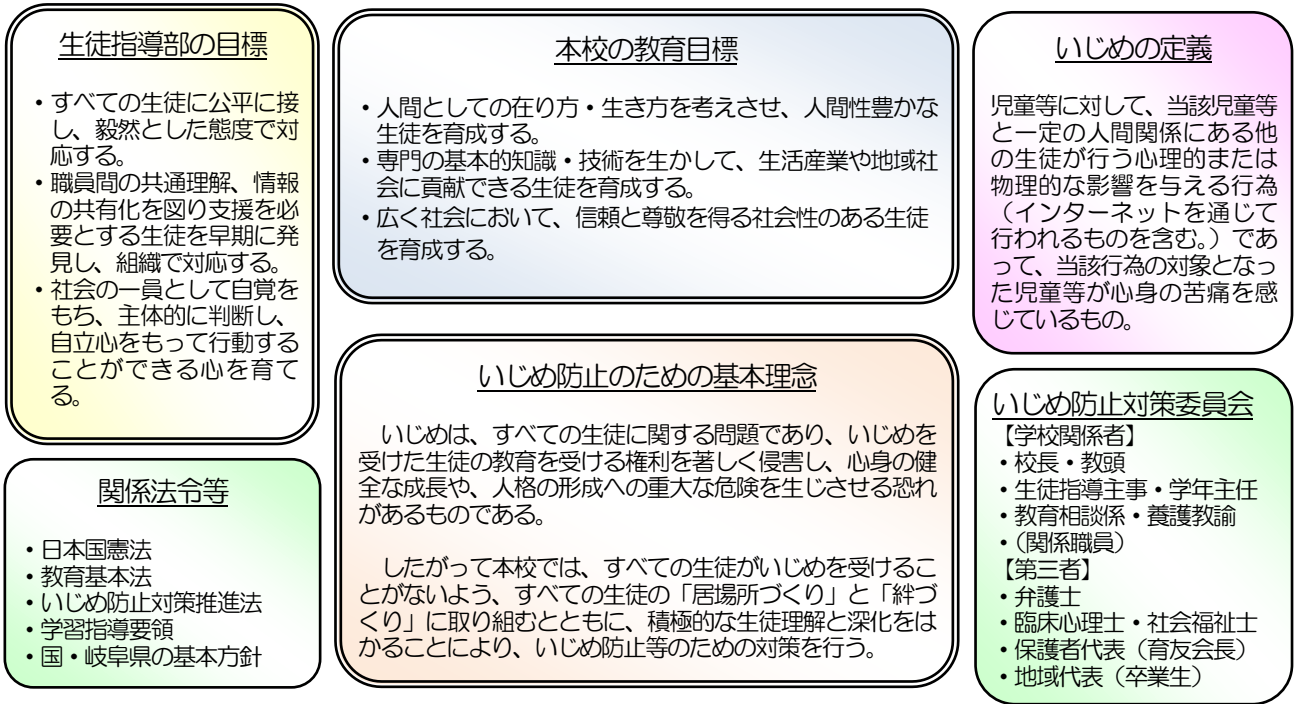 生徒指導部の目標
・すべての生徒に公平に接
し、毅然とした態度で対
応する。
・職員間の共通理解、情報
の共有化を図り支援を必
要とする生徒を早期に発
見し、組織で対応する。
・社会の一員として自覚を
もち、主体的に判断し、
自立心をもって行動する
ことができる心を育て
る。
本校の教育目標
・人間としての在り方・生き方を考えさせ、人間性豊かな
生徒を育成する。
・専門の基本的知識・技術を生かして、生活産業や地域社
会に貢献できる生徒を育成する。
・広く社会において、信頼と尊敬を得る社会性のある生徒
を育成する。
いじめの定義
児童等に対して、当該児童等
と一定の人間関係にある他
の生徒が行う心理的または
物理的な影響を与える行為
（インターネットを通じて
行われるものを含む。）であ
って、当該行為の対象となっ
た児童等が心身の苦痛を感
じているもの。
関係法令等
・日本国憲法
・教育基本法
・いじめ防止対策推進法
・学習指導要領
・国・岐阜県の基本方針
いじめ防止のための基本理念
いじめは、すべての生徒に関する問題であり、いじめを
受けた生徒の教育を受ける権利を著しく侵害し、心身の健
全な成長や、人格の形成への重大な危険を生じさせる恐れ
があるものである。
したがって本校では、すべての生徒がいじめを受けるこ
とがないよう、すべての生徒の「居場所づくり」と「絆づ
くり」に取り組むとともに、積極的な生徒理解と深化をは
かることにより、いじめ防止等のための対策を行う。
いじめ防止対策委員会
【学校関係者】
・校長・教頭
・生徒指導主事・学年主任
・教育相談係・養護教諭
・（関係職員）
【第三者】
・弁護士
・臨床心理士・社会福祉士
・保護者代表（育友会長）
・地域代表（卒業生）